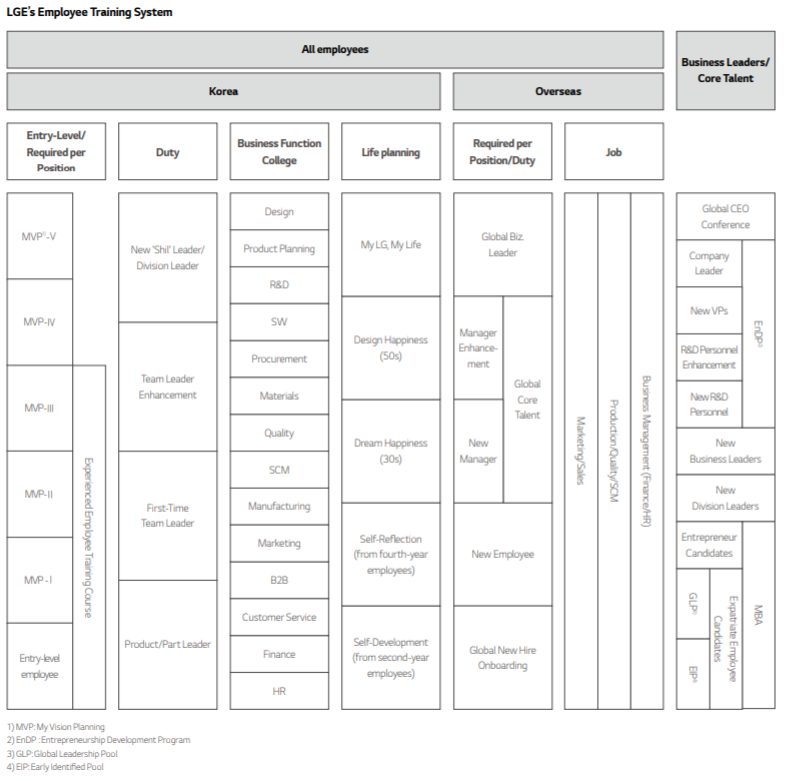 LGE's Employee Training System
All employees
Business Leaders/
Core Talent
Korea
Overseas
Entry-Level/
Required per
Position
Duty
Business Function
College
Life planning
Required per
Position/Duty
Job
MVP1)-V
MVP-IV
MVP-III
MVP-II
MVP-I
Entry-level
employee
Experienced Employee Training Course
New 'Shil' Leader/
Division Leader
Team Leader
Enhancement
First-Time
Team Leader
Product/Part Leader
Design
Product Planning
R&D
SW
Procurement
Materials
Quality
SCM
Manufacturing
Marketing
B2B
Customer Service
Finance
HR
My LG, My Life
Design Happiness
(50s)
Dream Happiness
(30s)
Self-Reflection
(from fourth-year
employees)
Self-Development
(from second-year
employees)
Global Biz.
Leader
Manager
Enhance-
ment
New
Manager
Global
Core
Talent
New Employee
Global New Hire
Onboarding
Marketing/Sales
Production/Quality/SCM
Business Management (Finance/HR)
Global CEO
Conference
Company
Leader
New VPs
R&D Personnel
Enhancement
New R&D
Personnel
EnDP2)
New
Business Leaders
New
Division Leaders
Entrepreneur
Candidates
GLP3)
EIP4)
Expatriate Employee
Candidates
MBA
1) MVP: My Vision Planning
2) EnDP : Entrepreneurship Development Program
3) GLP: Global Leadership Pool
4) EIP: Early identified Pool